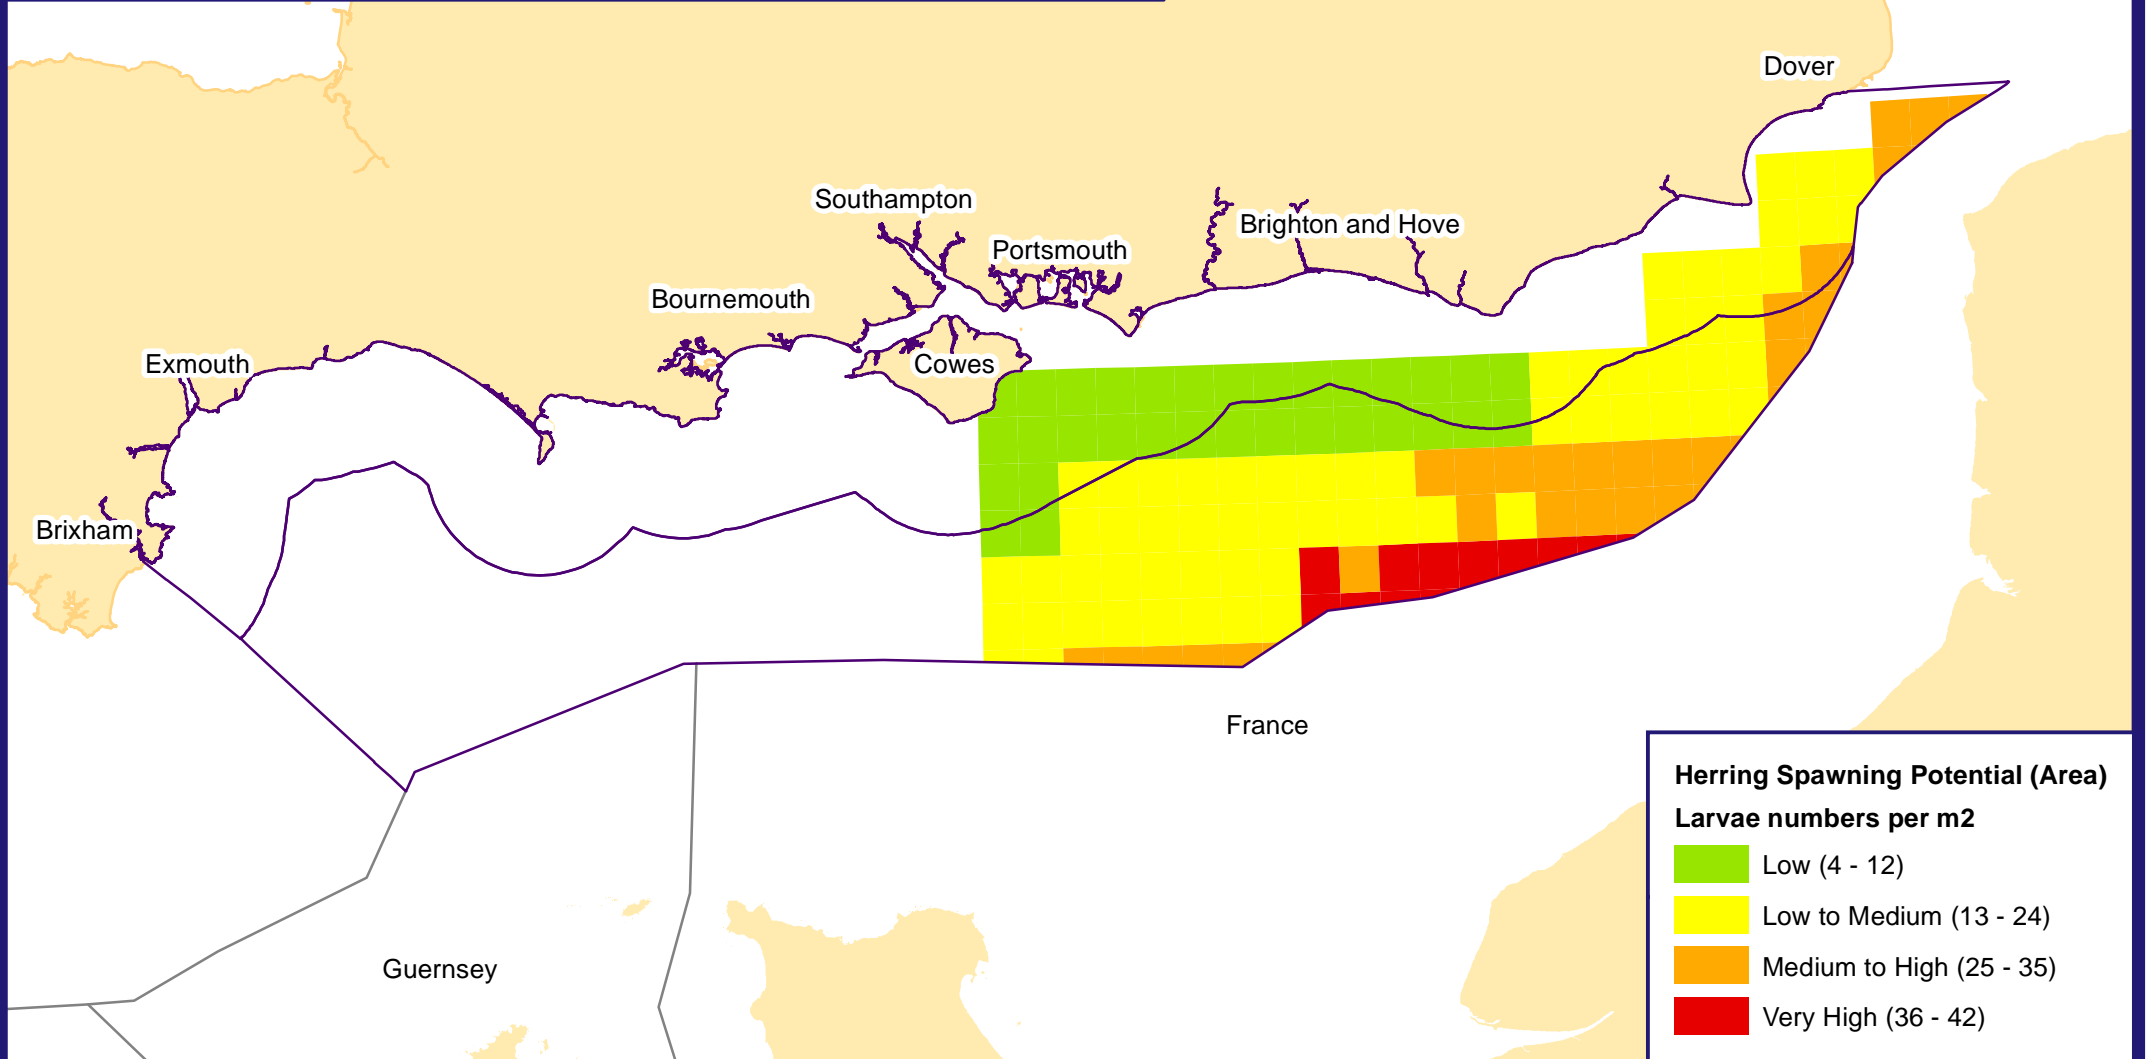 Dover
Southampton
Brighton and Hove
Portsmouth
Bournemouth
Exmouth
Cowes
Brixham
France
Guernsey
Herring Spawning Potential (Area)
Larvae numbers per m2
Low (4 - 12)
Low to Medium (13 - 24)
Medium to High (25 - 35)
Very High (36 - 42)